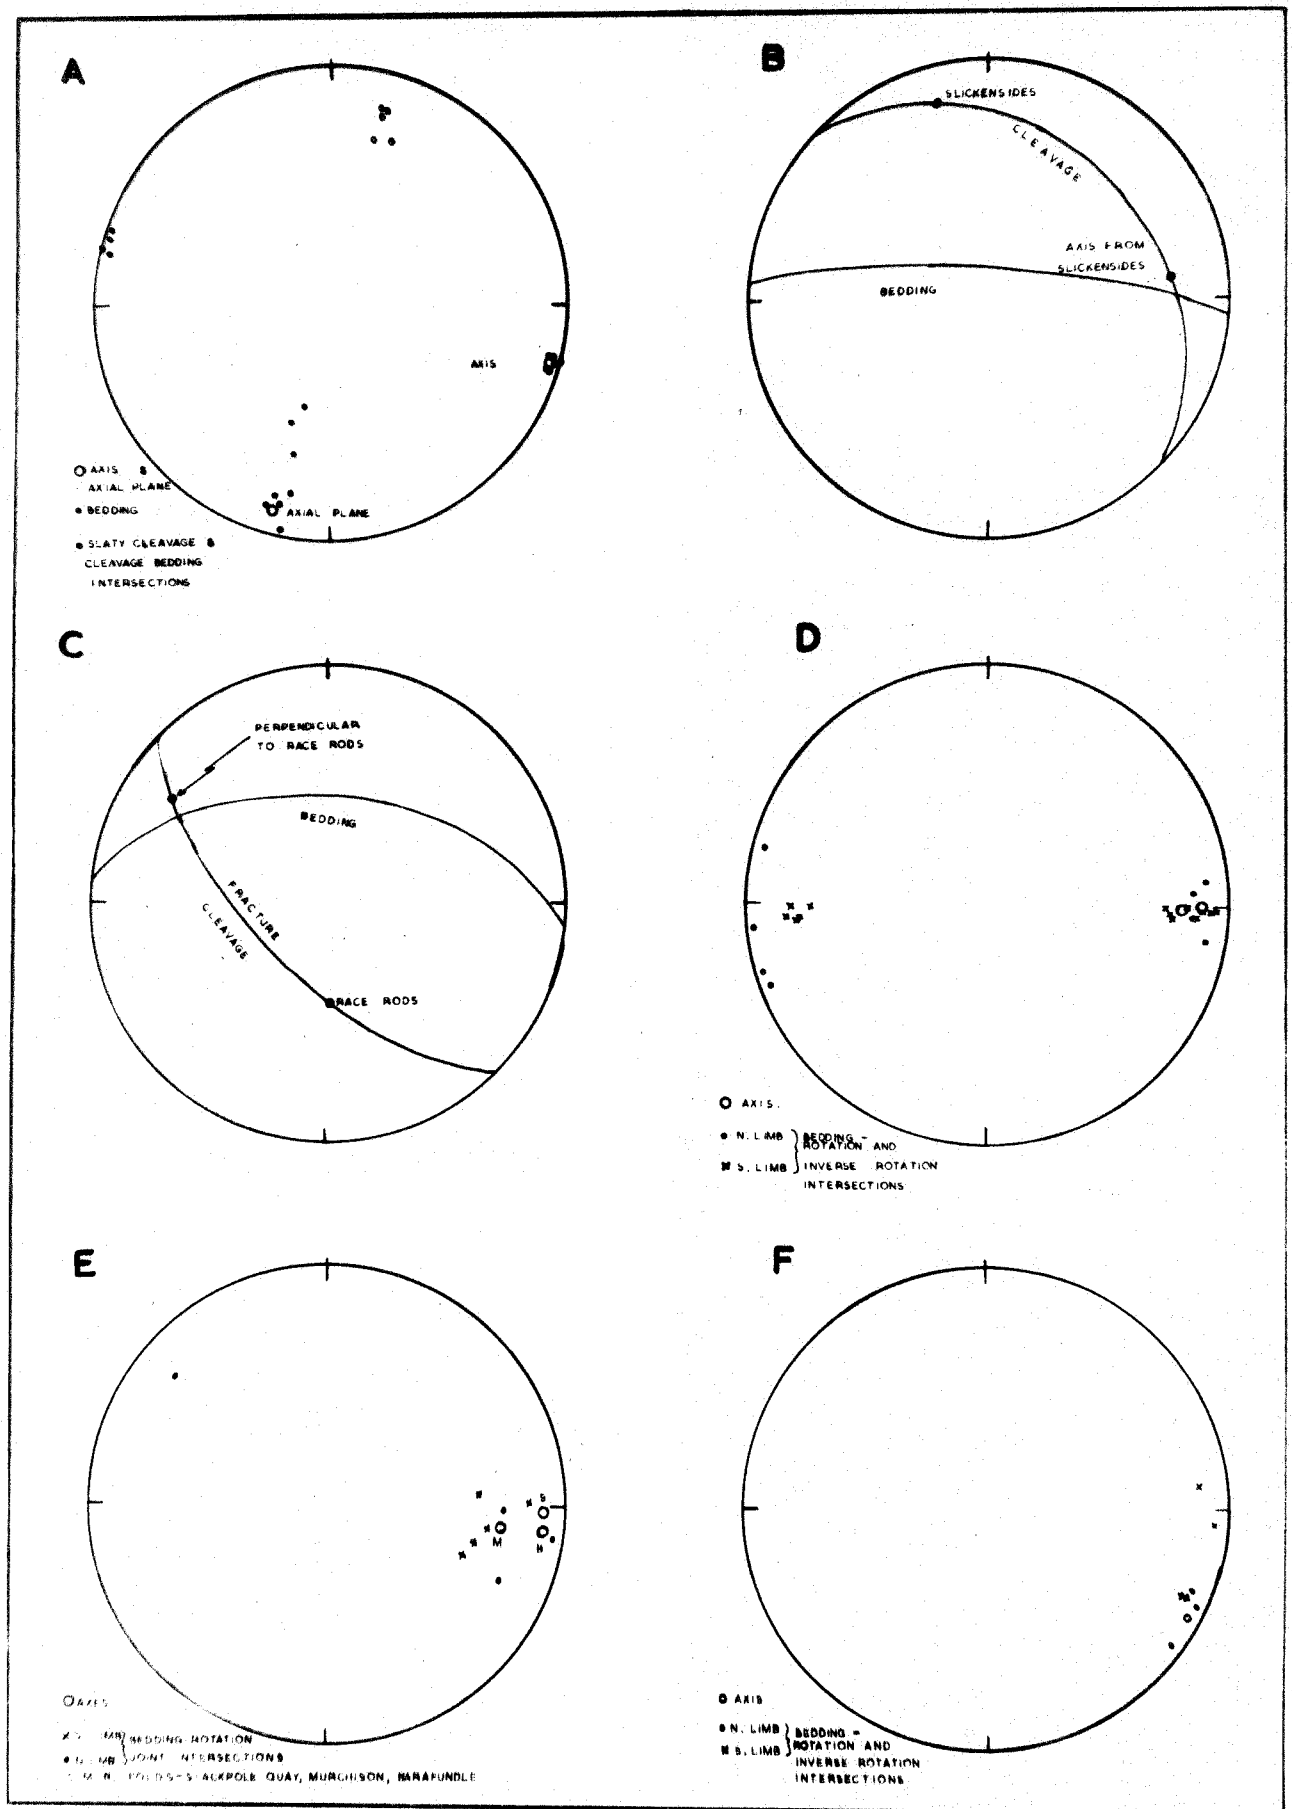 A
AXIS
AXIS &
AXIAL PLANE
BEDDING
AXIAL PLANE
SLATY CLEAVAGE &
CLEAVAGE BEDDING
INTERSECTIONS
B
SLICKENSIDES
CLEAVAGE
AXIS FROM
SLICKENSIDES
BEDDING
C
PERPENDICULAR
TO RACE RODS
BEDDING
FRACTURE
CLEAVAGE
RACE RODS
D
AXIS.
N. LIMB
S. LIMB
BEDDING -
ROTATION AND
INVERSE ROTATION
INTERSECTIONS
E
S
M
N
AXES
BEDDING-ROTATION
JOINT INTERSECTIONS
QUAY, MURCHISON, BARAFUNDLE
F
AXIS
N. LIMB
S. LIMB
BEDDING -
ROTATION AND
INVERSE ROTATION
INTERSECTIONS